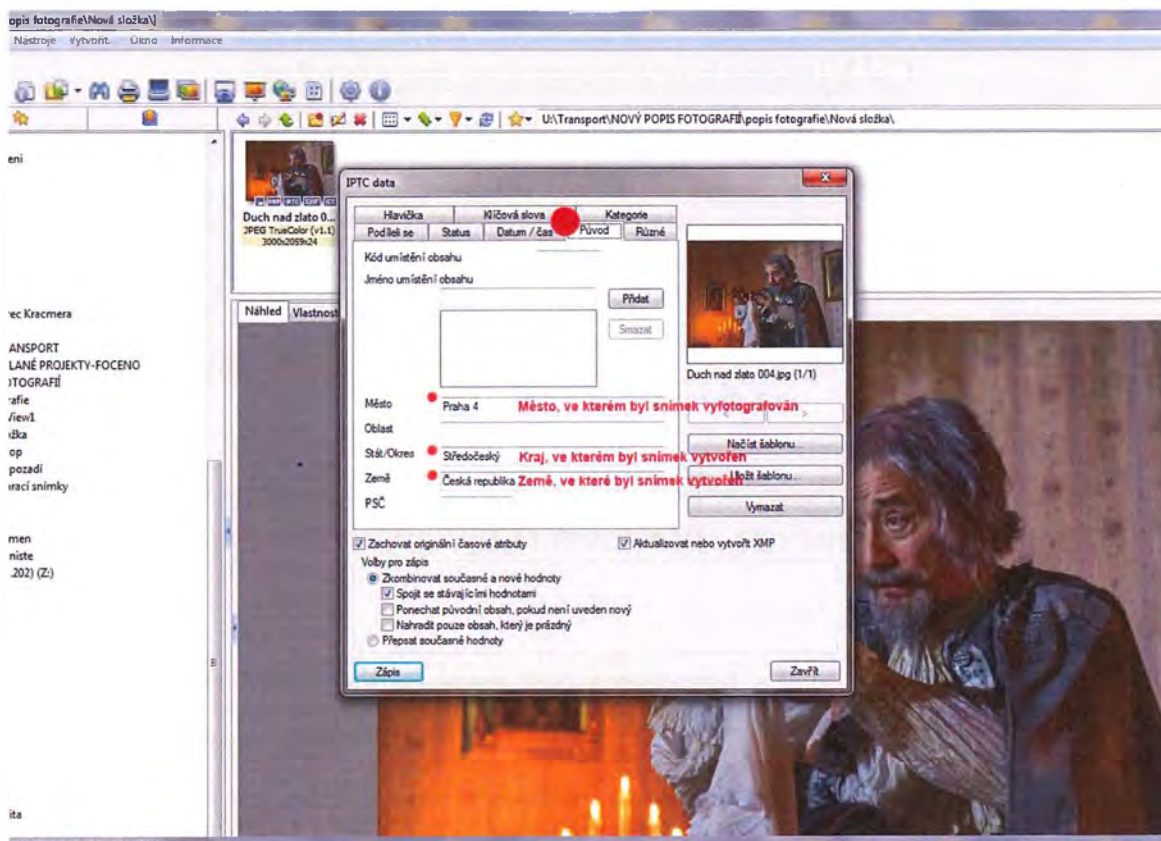 opis fotografie\Nová složka\]
Nástroje Vytvořit.. Okno Informace
U:\Transport\NOVÝ POPIS FOTOGRAFIÍ\popis fotografie\Nová složka\
eni
rec Kracmera
ANSPORT
LANÉ PROJEKTY-FOCENO
OTOGRAFIÍ
rafie
View1
ožka
op
pozadí
rací snímky
men
niste
.202) (Z:)
ita
Duch nad zlato 0...
JPEG TrueColor (v1.1)
3000x2059x24
Náhled Vlastnost
IPTC data
Hlavička Klíčová slova Kategorie
Podíleli se Status Datum / čas Původ Různé
Kód umístění obsahu
Jméno umístění obsahu
Přidat
Smazat
Město Praha 4 Město, ve kterém byl snímek vyfotografován
Oblast
Stát/Okres Středočeský Kraj, ve kterém byl snímek vytvořen
Země Česká republika Země, ve které byl snímek vytvořen
PSČ
Duch nad zlato 004.jpg (1/1)
< >
Načíst šablonu...
Uložit šablonu...
Vymazat
Zachovat originální časové atributy
Aktualizovat nebo vytvořit XMP
Volby pro zápis
Zkombinovat současné a nové hodnoty
Spojit se stávajícími hodnotami
Ponechat původní obsah, pokud není uveden nový
Nahradit pouze obsah, který je prázdný
Přepsat současné hodnoty
Zápis
Zavřít